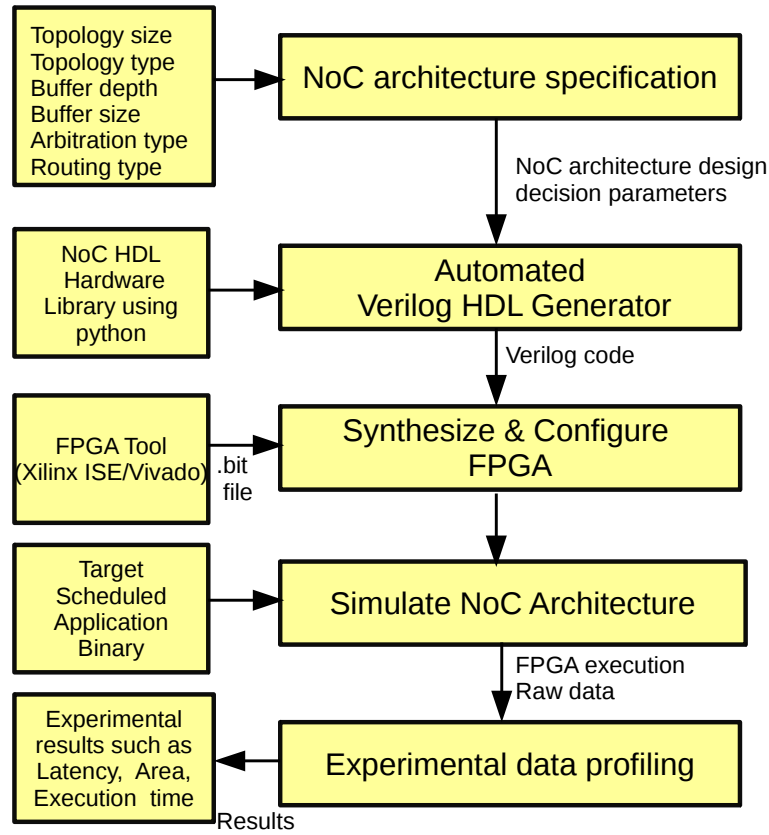 Topology size
Topology type
Buffer depth
Buffer size
Arbitration type
Routing type
NoC architecture specification
NoC architecture design
decision parameters
NoC HDL
Hardware
Library using
python
Automated
Verilog HDL Generator
Verilog code
FPGA Tool
(Xilinx ISE/Vivado)
.bit
file
Synthesize & Configure
FPGA
Target
Scheduled
Application
Binary
Simulate NoC Architecture
FPGA execution
Raw data
Experimental
results such as
Latency, Area,
Execution time
Results
Experimental data profiling